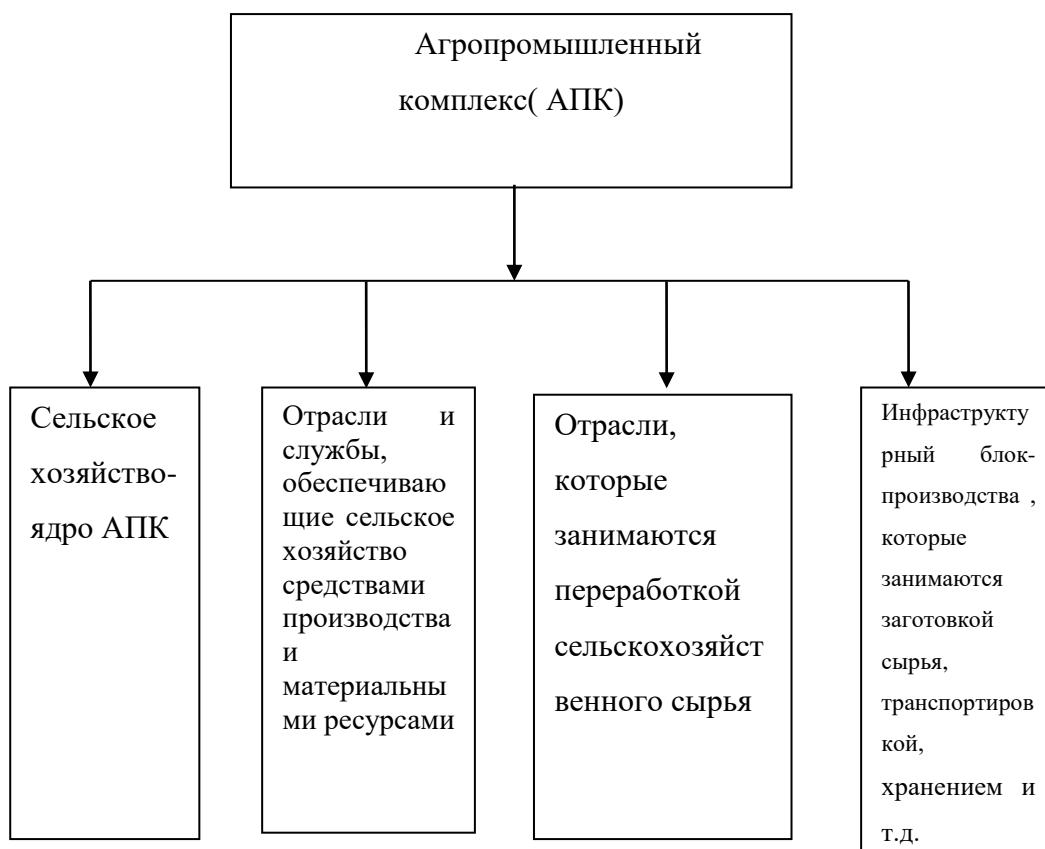 Агропромышленный
комплекс( АПК)
Сельское
хозяйство-
ядро АПК
Отрасли и
службы,
обеспечиваю
щие сельское
хозяйство
средствами
производства
и
материальны
ми ресурсами
Отрасли,
которые
занимаются
переработкой
сельскохозяйст
венного сырья
Инфраструкту
рный блок-
производства ,
которые
занимаются
заготовкой
сырья,
транспортиров
кой,
хранением и
т.д.